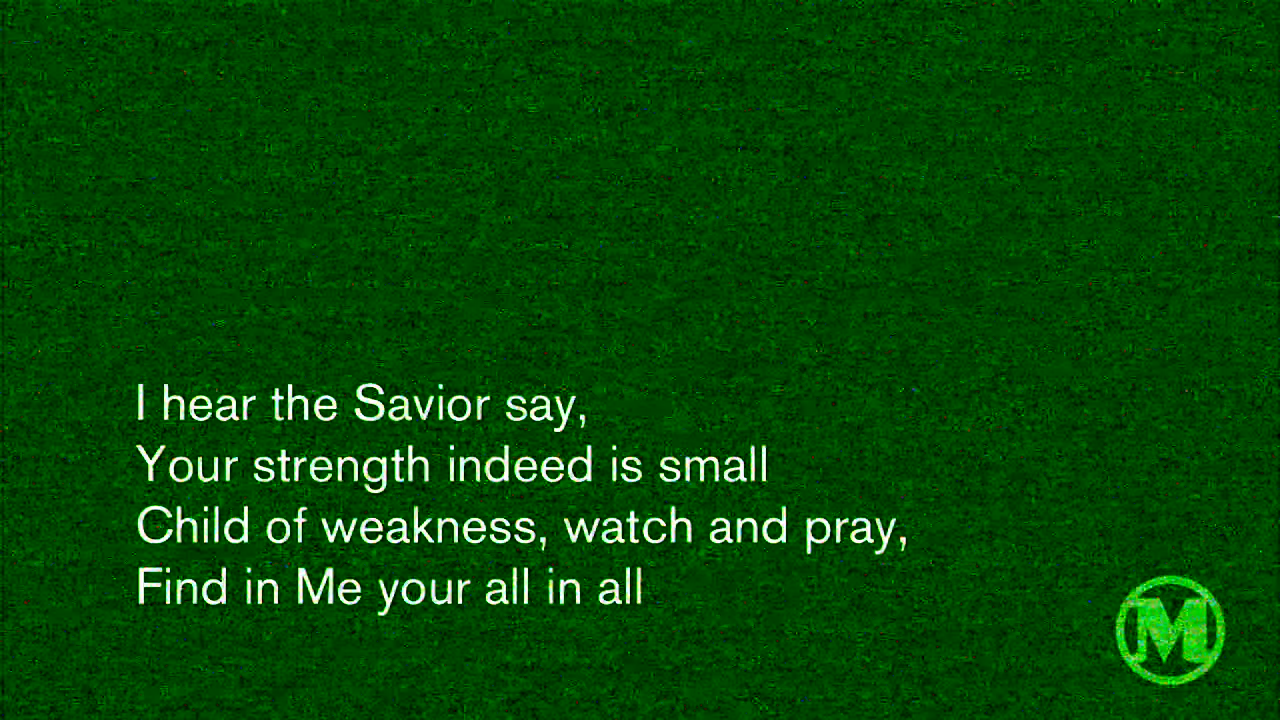 I hear the Savior say,
Your strength indeed is small
Child of weakness, watch and pray,
Find in Me your all in all
M